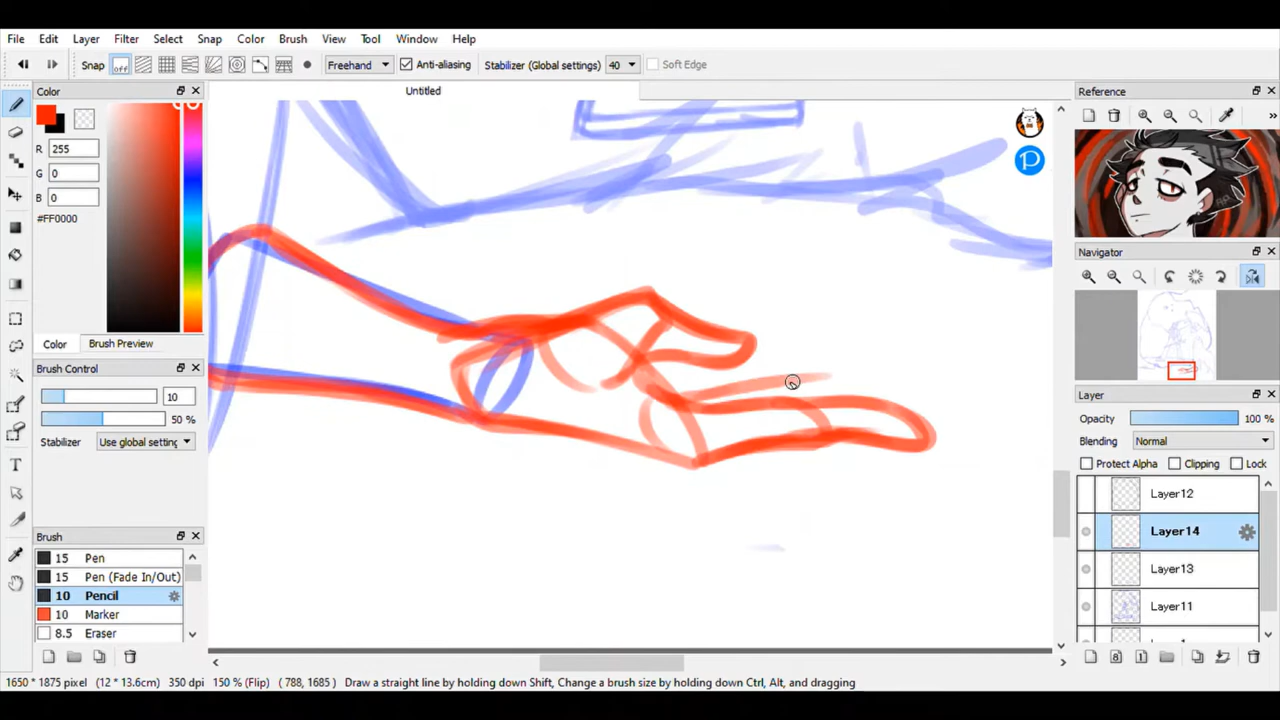 File Edit Layer Filter Select Snap Color Brush View Tool Window Help
Snap off Freehand Anti-aliasing Stabilizer (Global settings) 40 Soft Edge
Untitled
Color
R 255
G 0
B 0
#FF0000
Color Brush Preview
Brush Control
10
50 %
Stabilizer Use global setting
Brush
15 Pen
15 Pen (Fade In/Out)
10 Pencil
10 Marker
8.5 Eraser
Reference
Navigator
Layer
Opacity 100 %
Blending Normal
Protect Alpha Clipping Lock
Layer12
Layer14
Layer13
Layer11
1650 * 1875 pixel (12 * 13.6cm) 350 dpi 150 % (Flip) ( 788, 1685 ) Draw a straight line by holding down Shift, Change a brush size by holding down Ctrl, Alt, and dragging